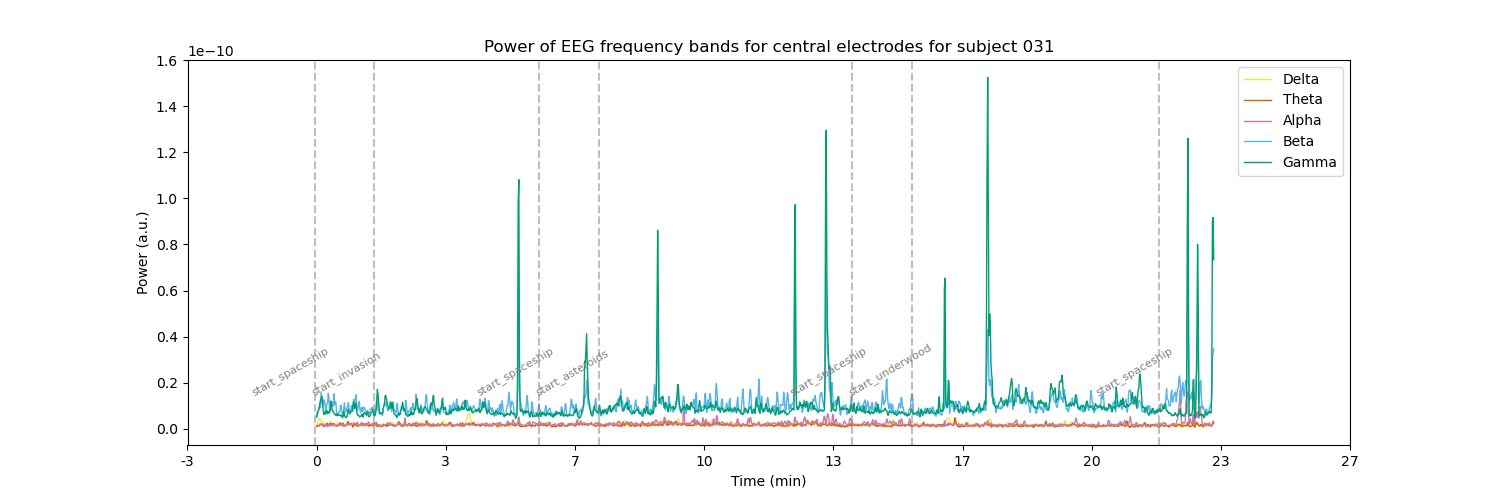 Power of EEG frequency bands for central electrodes for subject 031
1e−10
1.6
1.4
1.2
1.0
0.8
0.6
0.4
0.2
0.0
Power (a.u.)
start_spaceship
start_invasion
start_spaceship
start_asteroids
start_spaceship
start_underwood
start_spaceship
Delta
Theta
Alpha
Beta
Gamma
-3
0
3
7
10
13
17
20
23
27
Time (min)